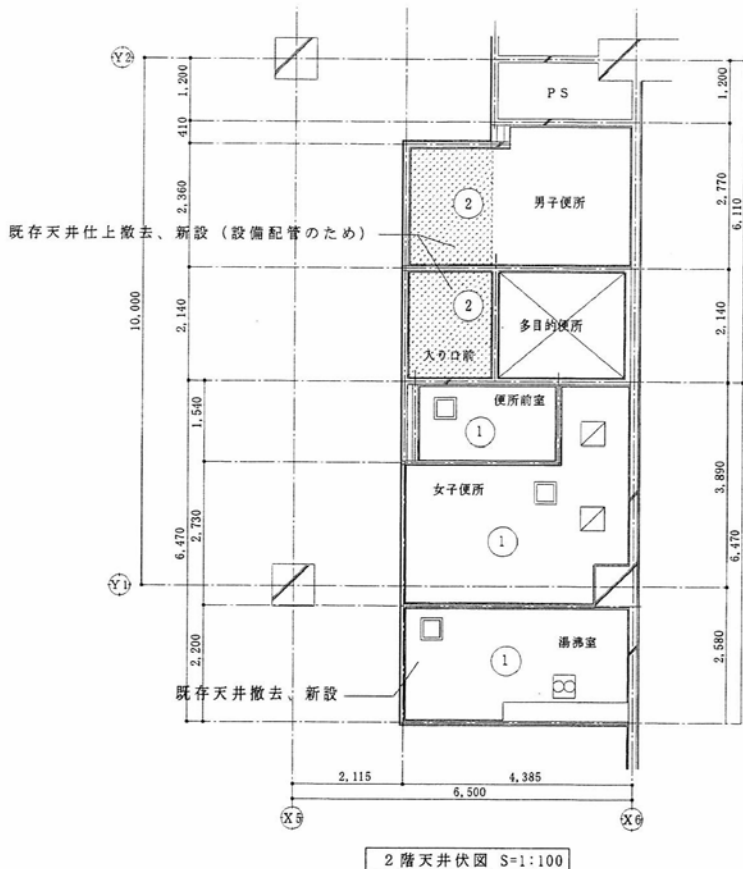 Y2
1,200
410
2,360
2,140
10,000
1,540
2,730
6,470
2,200
Y1
PS
男子便所
2
既存天井仕上撤去、新設（設備配管のため）
2
多目的便所
入り口前
便所前室
1
女子便所
1
湯沸室
1
既存天井撤去、新設
1,200
2,770
6,110
2,140
3,890
6,470
2,580
2,115
4,385
6,500
X5
X6
2階天井伏図 S=1:100